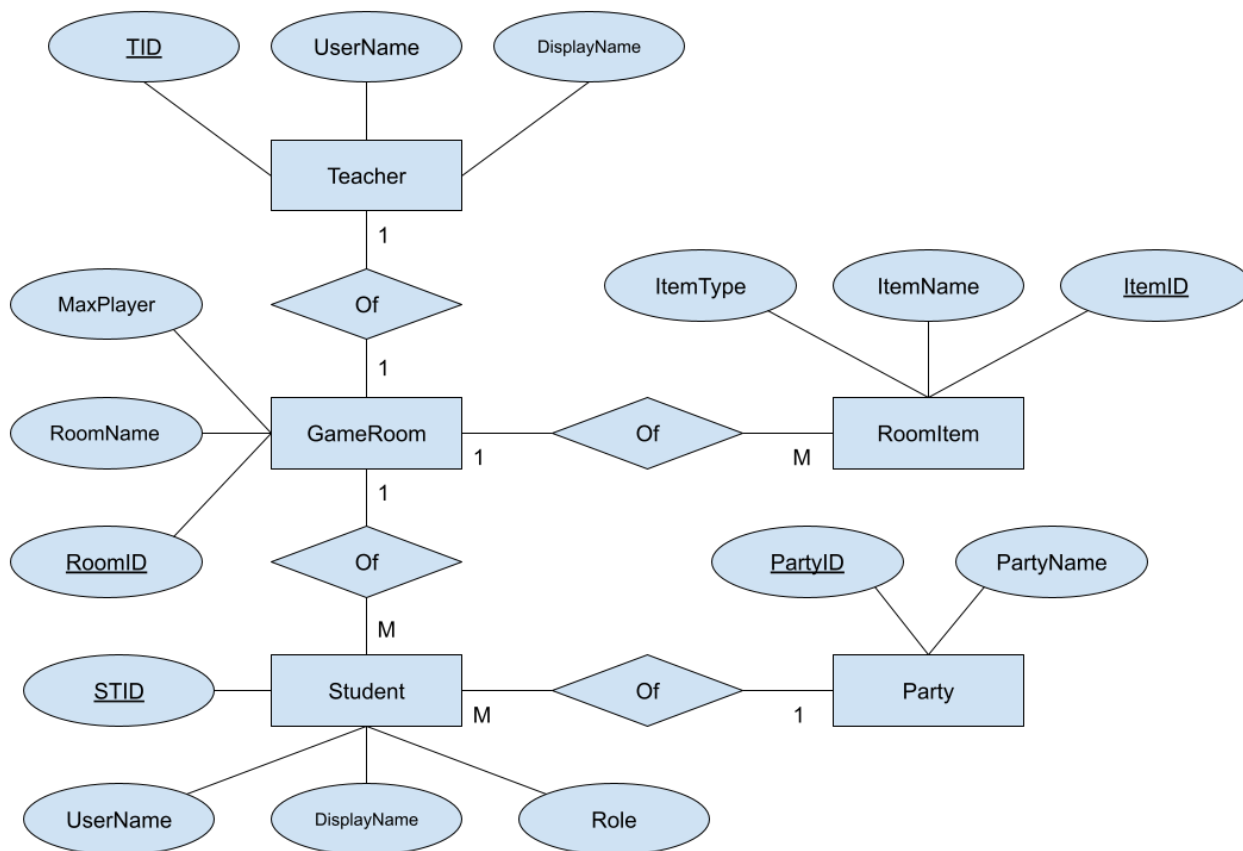 TID
UserName
DisplayName
Teacher
1
Of
1
MaxPlayer
RoomName
RoomID
GameRoom
1
Of
M
ItemType
ItemName
ItemID
RoomItem
1
Of
M
STID
Student
UserName
DisplayName
Role
M
Of
1
PartyID
PartyName
Party